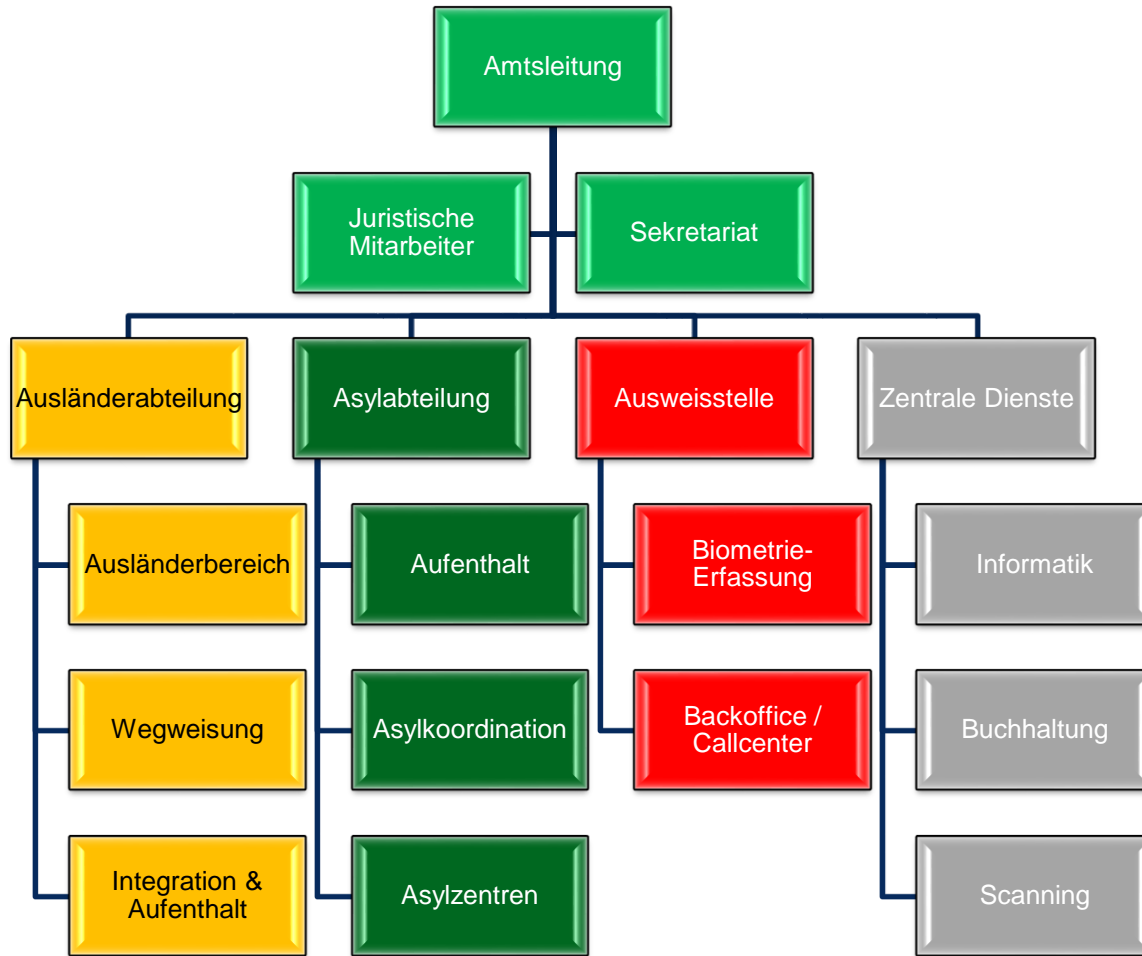 Amtsleitung
Juristische
Mitarbeiter
Sekretariat
Ausländerabteilung
Asylabteilung
Ausweisstelle
Zentrale Dienste
Ausländerbereich
Aufenthalt
Biometrie-
Erfassung
Informatik
Wegweisung
Asylkoordination
Backoffice /
Callcenter
Buchhaltung
Integration &
Aufenthalt
Asylzentren
Scanning